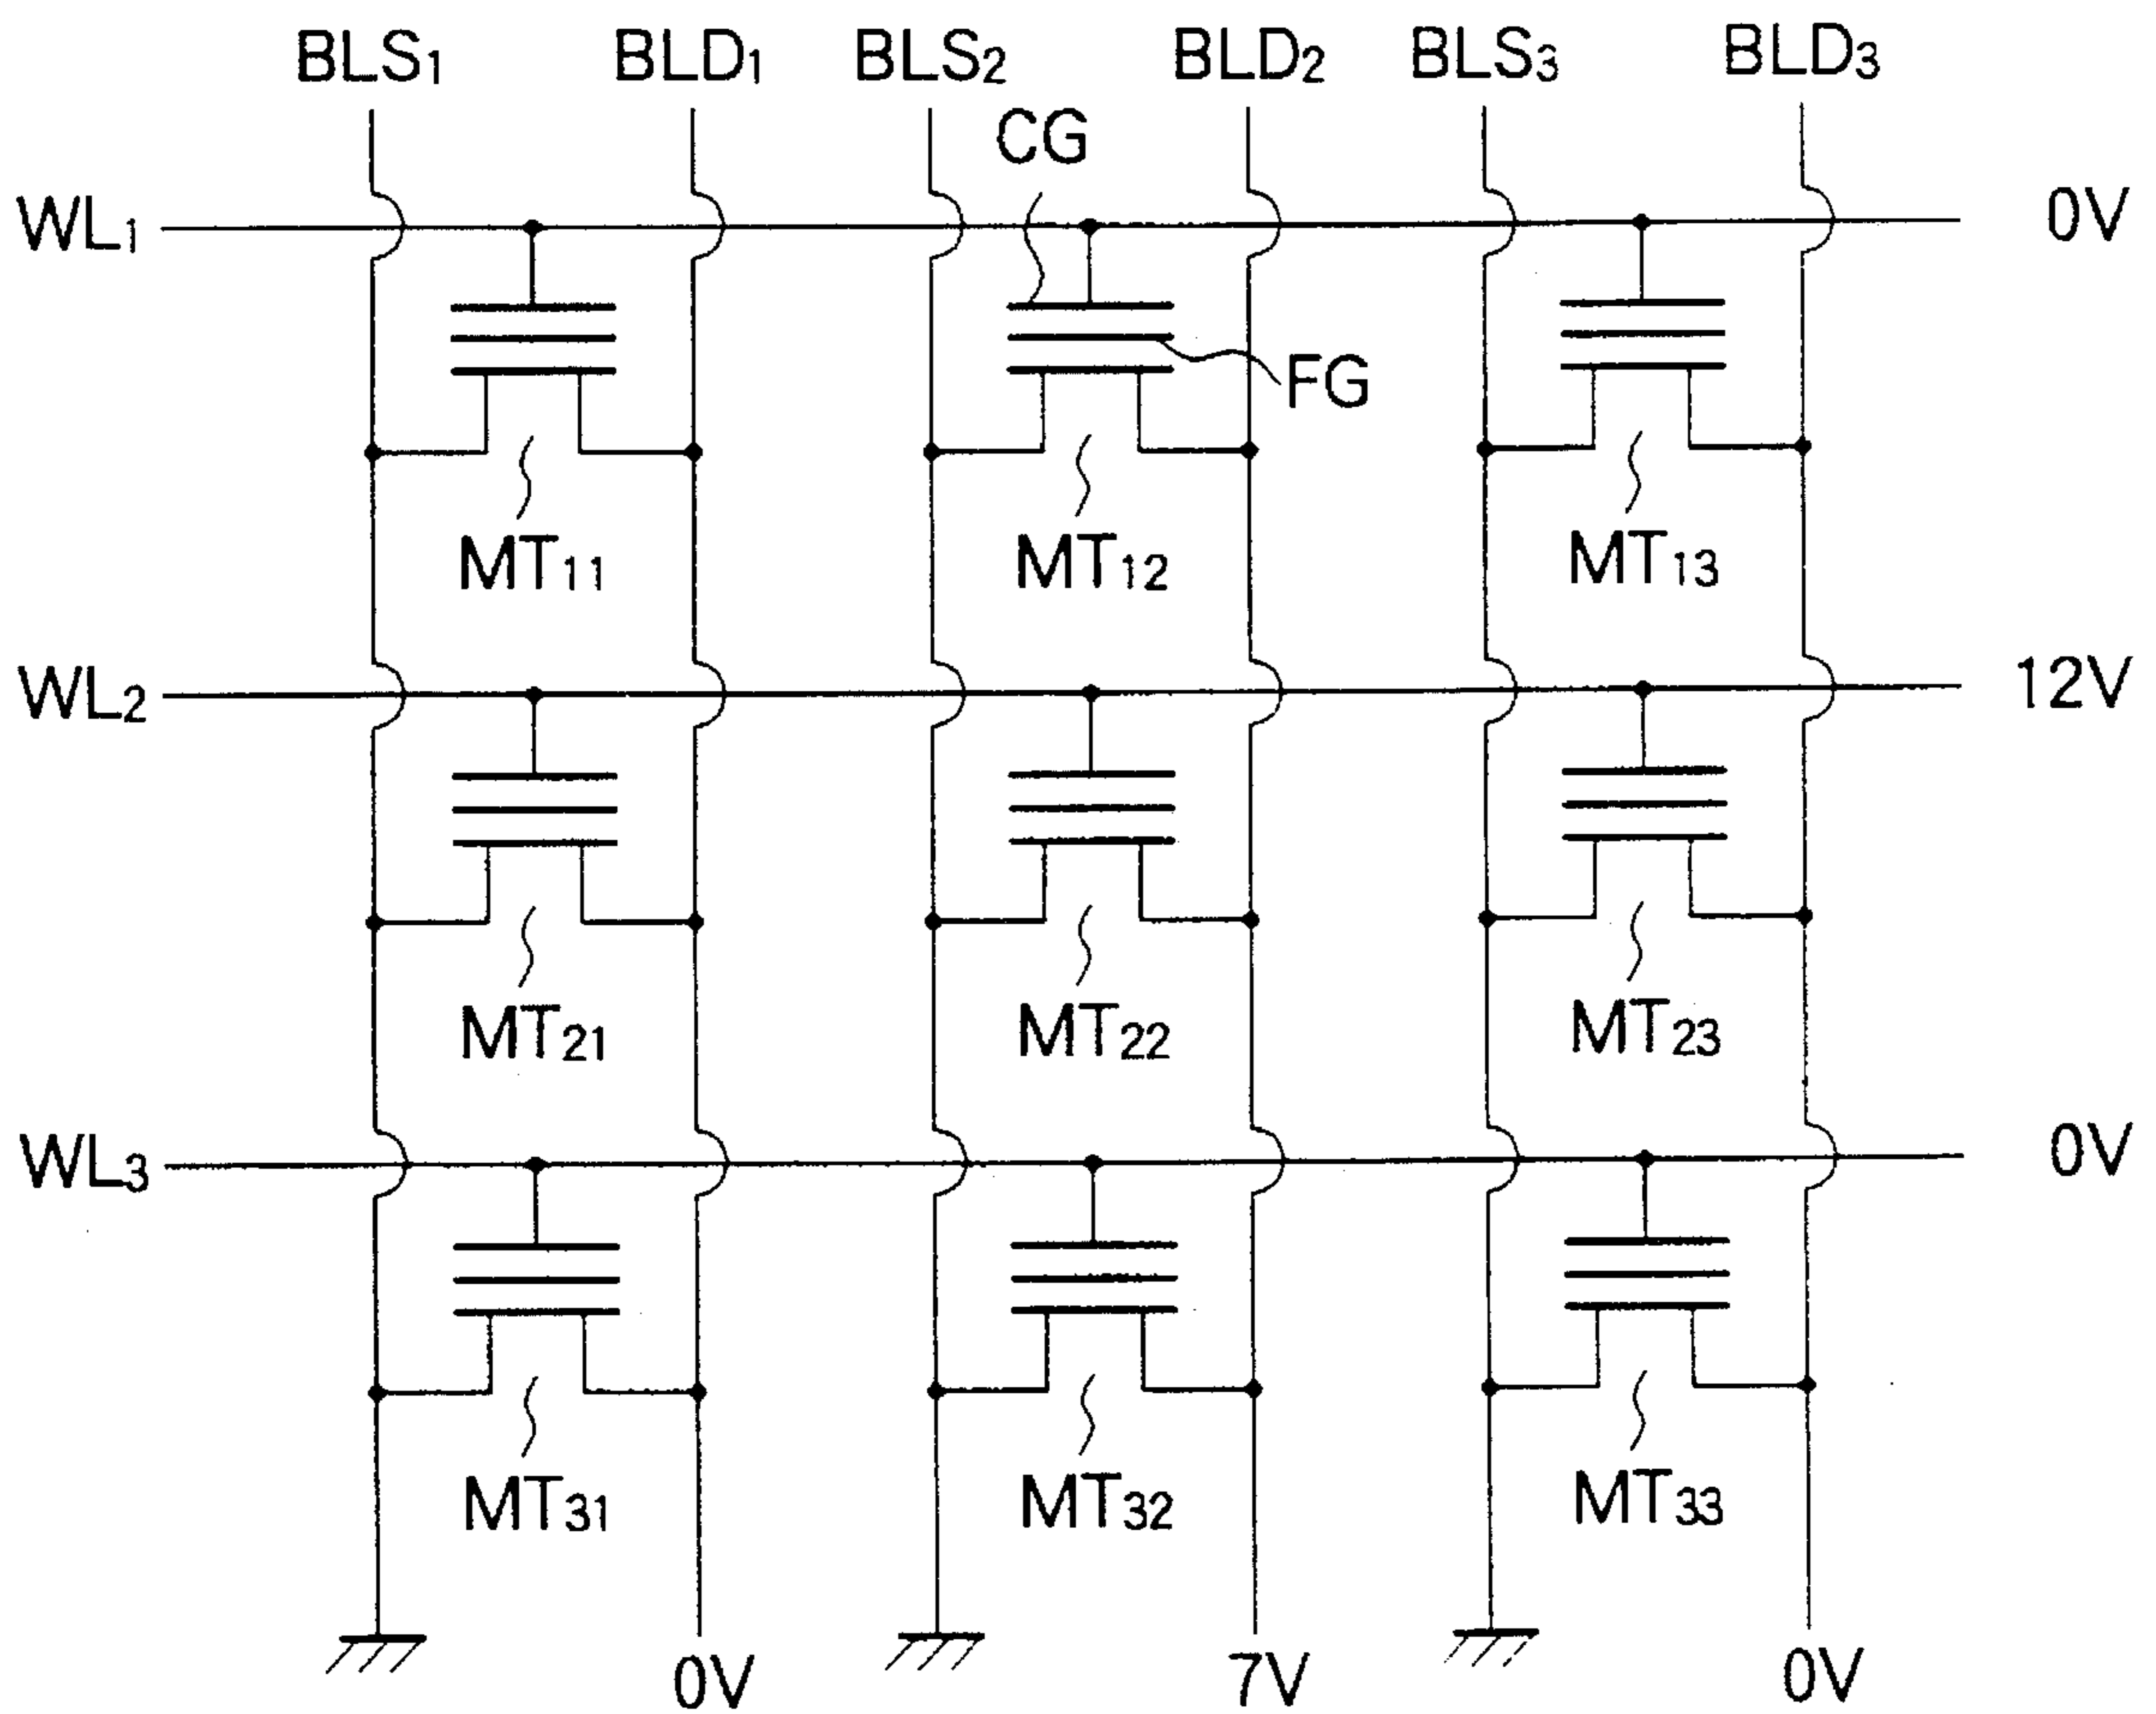 BLS₁ BLD₁ BLS₂ BLD₂ BLS₃ BLD₃
CG
WL₁ 0V
FG
MT₁₁ MT₁₂ MT₁₃
WL₂ 12V
MT₂₁ MT₂₂ MT₂₃
WL₃ 0V
MT₃₁ MT₃₂ MT₃₃
0V 7V 0V